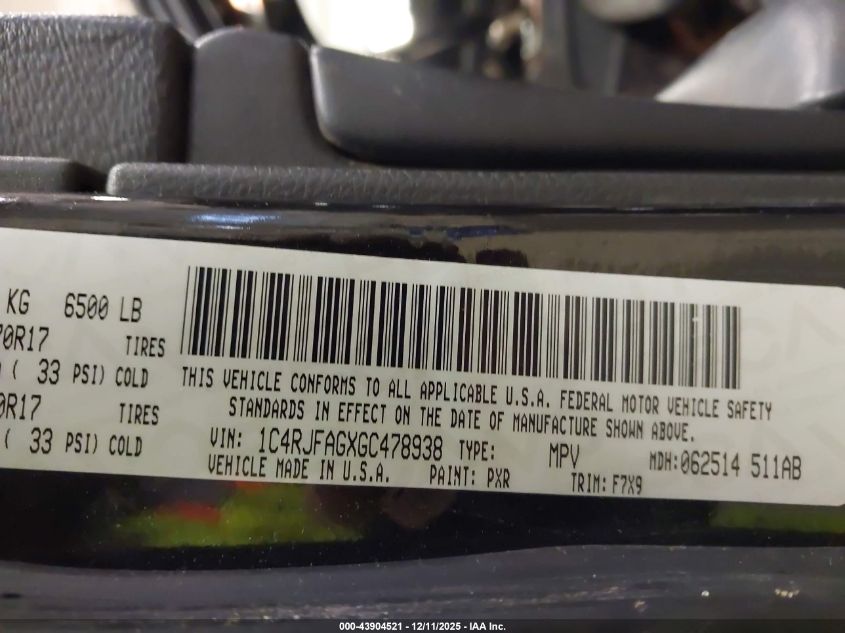 KG 6500 LB
70R17 TIRES
( 33 PSI) COLD
0R17 TIRES
( 33 PSI) COLD
THIS VEHICLE CONFORMS TO ALL APPLICABLE U.S.A. FEDERAL MOTOR VEHICLE SAFETY
STANDARDS IN EFFECT ON THE DATE OF MANUFACTURE SHOWN ABOVE.
VIN: 1C4RJFAGXGC478938 TYPE: MPV MDH:062514 511AB
VEHICLE MADE IN U.S.A. PAINT: PXR TRIM: F7X9
000-43904521 - 12/11/2025 - IAA Inc.